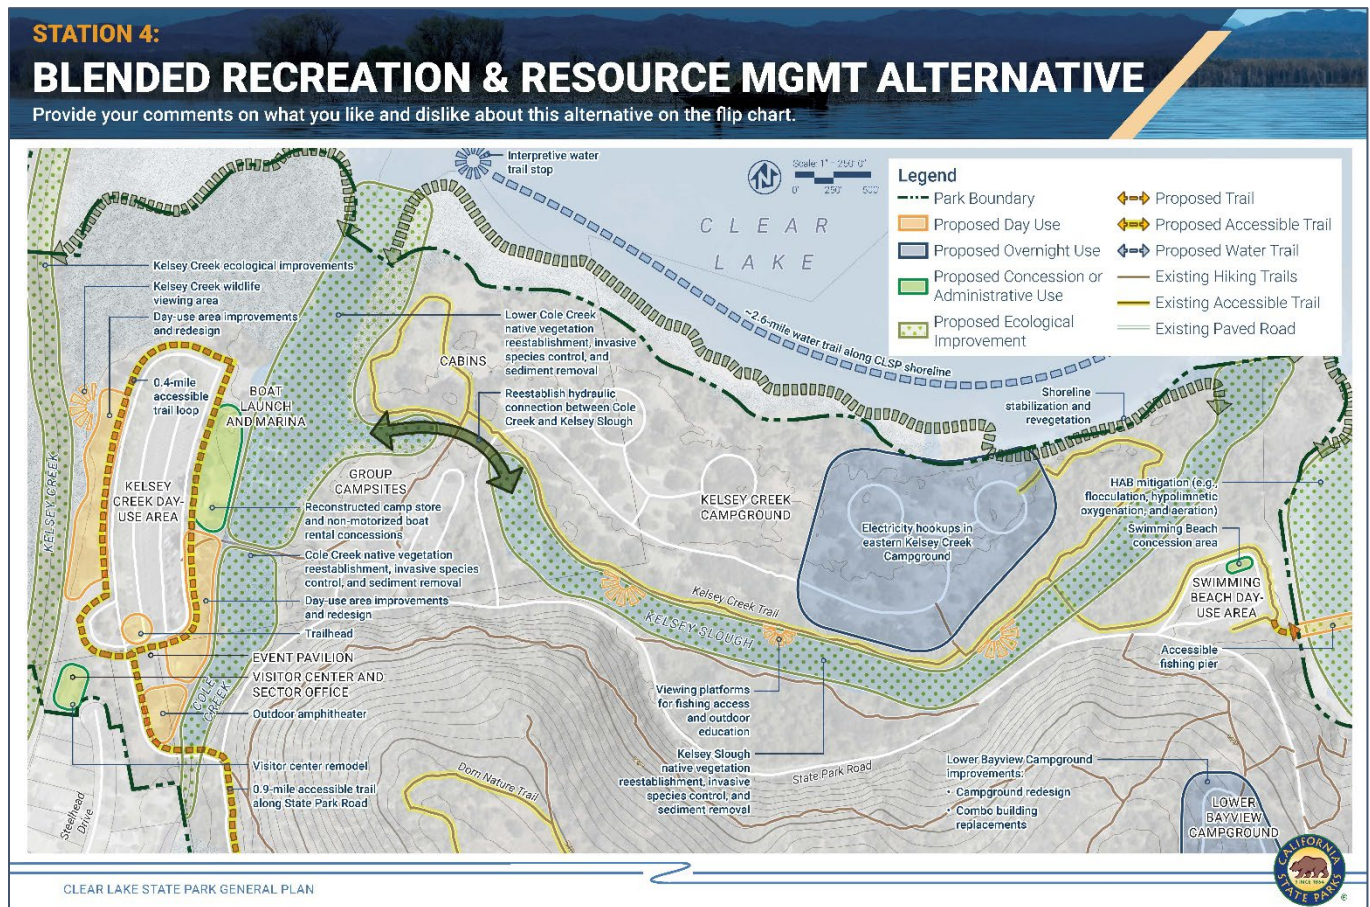 STATION 4:
BLENDED RECREATION & RESOURCE MGMT ALTERNATIVE
Provide your comments on what you like and dislike about this alternative on the flip chart.
Interpretive water
trail stop
N
Scale: 1" = 250'-0"
0' 250' 500'
CLEAR
LAKE
Legend
Park Boundary
Proposed Day Use
Proposed Overnight Use
Proposed Concession or
Administrative Use
Proposed Ecological
Improvement
Proposed Trail
Proposed Accessible Trail
Proposed Water Trail
Existing Hiking Trails
Existing Accessible Trail
Existing Paved Road
~2.6-mile water trail along CLSP shoreline
Kelsey Creek ecological improvements
Kelsey Creek wildlife
viewing area
Day-use area improvements
and redesign
0.4-mile
accessible
trail loop
BOAT
LAUNCH
AND MARINA
CABINS
Lower Cole Creek
native vegetation
reestablishment, invasive
species control, and
sediment removal
Reestablish hydraulic
connection between Cole
Creek and Kelsey Slough
Shoreline
stabilization and
revegetation
KELSEY CREEK
KELSEY
CREEK DAY-
USE AREA
GROUP
CAMPSITES
KELSEY CREEK
CAMPGROUND
Electricity hookups in
eastern Kelsey Creek
Campground
HAB mitigation (e.g.,
flocculation, hypolimnetic
oxygenation, and aeration)
Swimming Beach
concession area
SWIMMING
BEACH DAY-
USE AREA
Accessible
fishing pier
Reconstructed camp store
and non-motorized boat
rental concessions
Cole Creek native vegetation
reestablishment, invasive species
control, and sediment removal
Day-use area improvements
and redesign
Trailhead
EVENT PAVILION
VISITOR CENTER AND
SECTOR OFFICE
COLE
CREEK
Outdoor amphitheater
Visitor center remodel
0.9-mile accessible trail
along State Park Road
Steelhead
Drive
Kelsey Creek Trail
KELSEY SLOUGH
Viewing platforms
for fishing access
and outdoor
education
Kelsey Slough
native vegetation
reestablishment, invasive
species control, and
sediment removal
Dorn Nature Trail
State Park Road
Lower Bayview Campground
improvements:
• Campground redesign
• Combo building
replacements
LOWER
BAYVIEW
CAMPGROUND
CLEAR LAKE STATE PARK GENERAL PLAN
CALIFORNIA
SINCE 1864
STATE PARKS
©